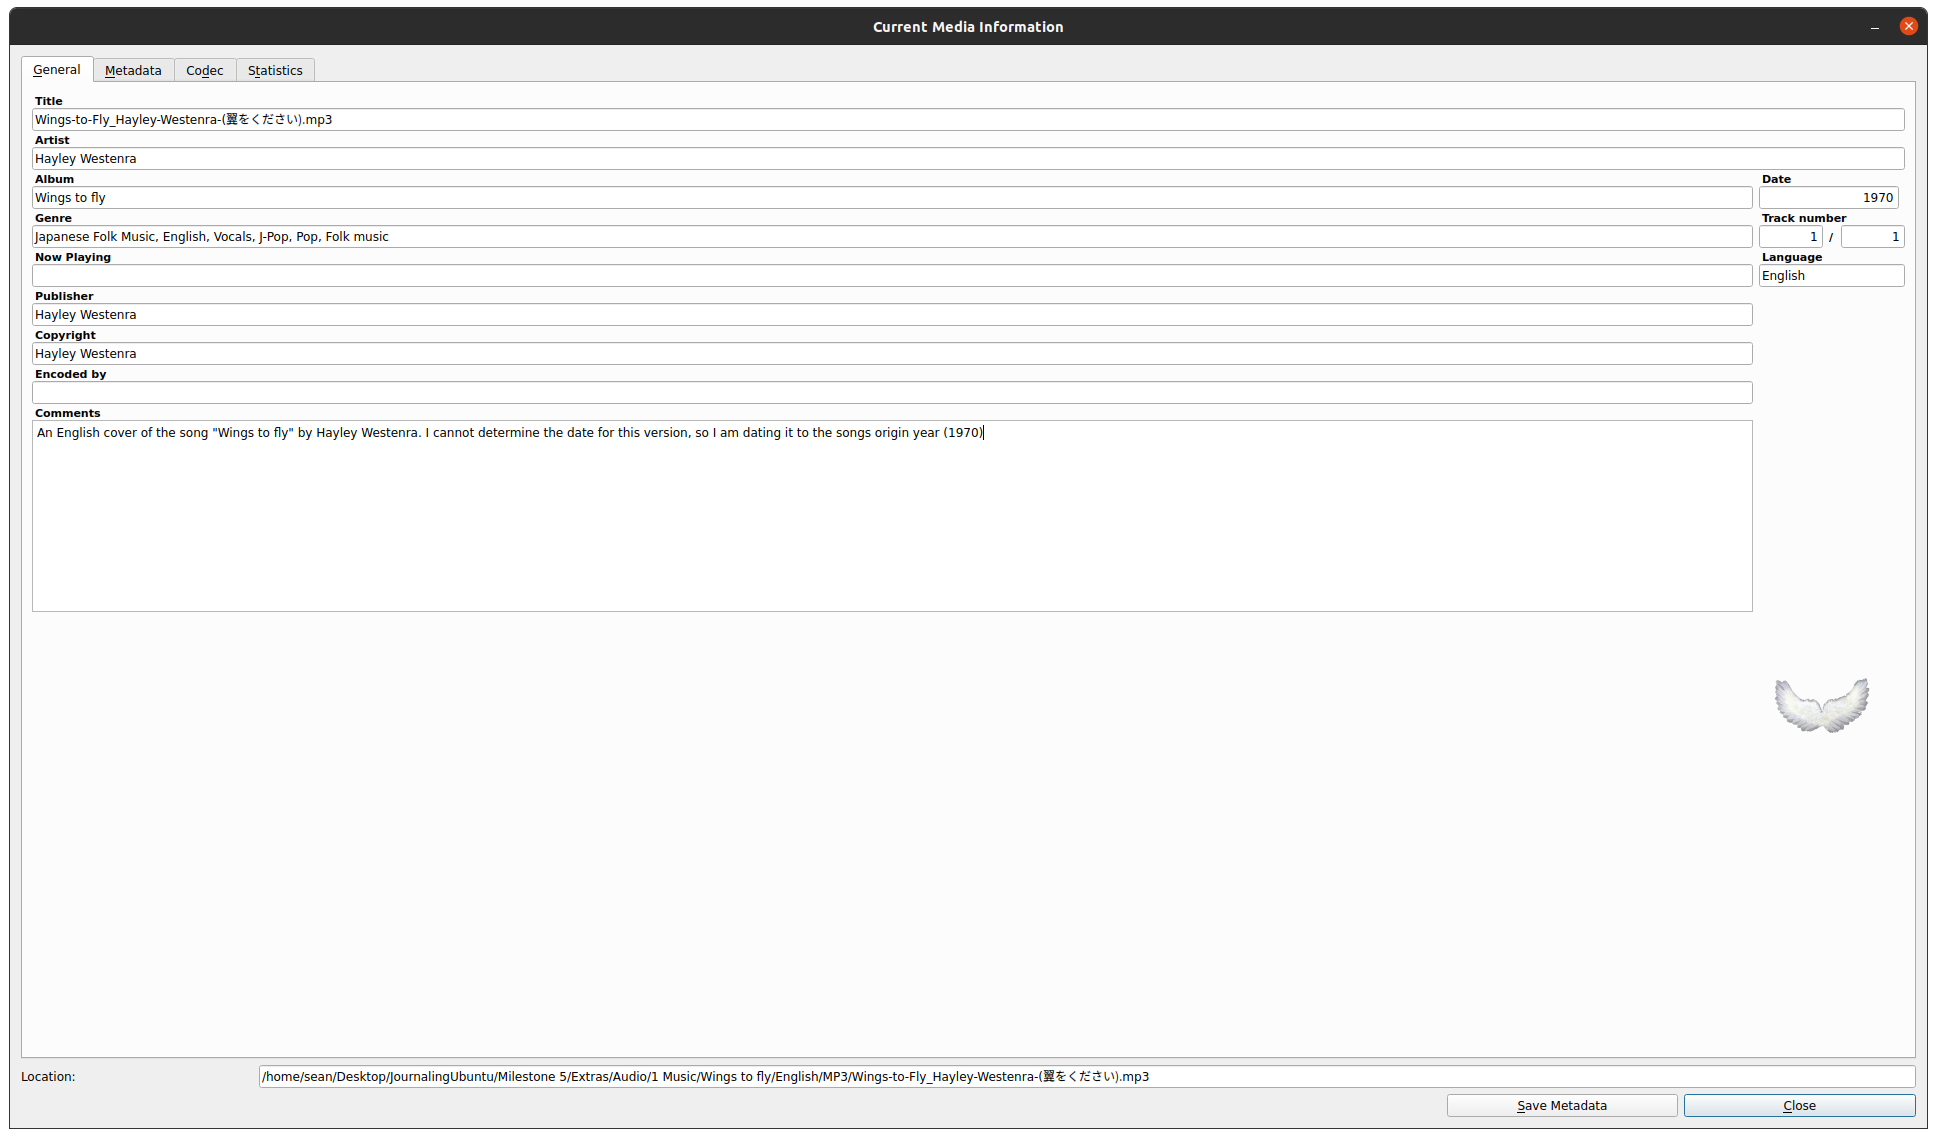 Current Media Information
General
Metadata
Codec
Statistics
Title
Wings-to-Fly_Hayley-Westenra-(翼をください).mp3
Artist
Hayley Westenra
Album
Date
Wings to fly
1970
Genre
Track number
Japanese Folk Music, English, Vocals, J-Pop, Pop, Folk music
1 / 1
Now Playing
Language
English
Publisher
Hayley Westenra
Copyright
Hayley Westenra
Encoded by
Comments
An English cover of the song "Wings to fly" by Hayley Westenra. I cannot determine the date for this version, so I am dating it to the songs origin year (1970)
Location:
/home/sean/Desktop/JournalingUbuntu/Milestone 5/Extras/Audio/1 Music/Wings to fly/English/MP3/Wings-to-Fly_Hayley-Westenra-(翼をください).mp3
Save Metadata
Close